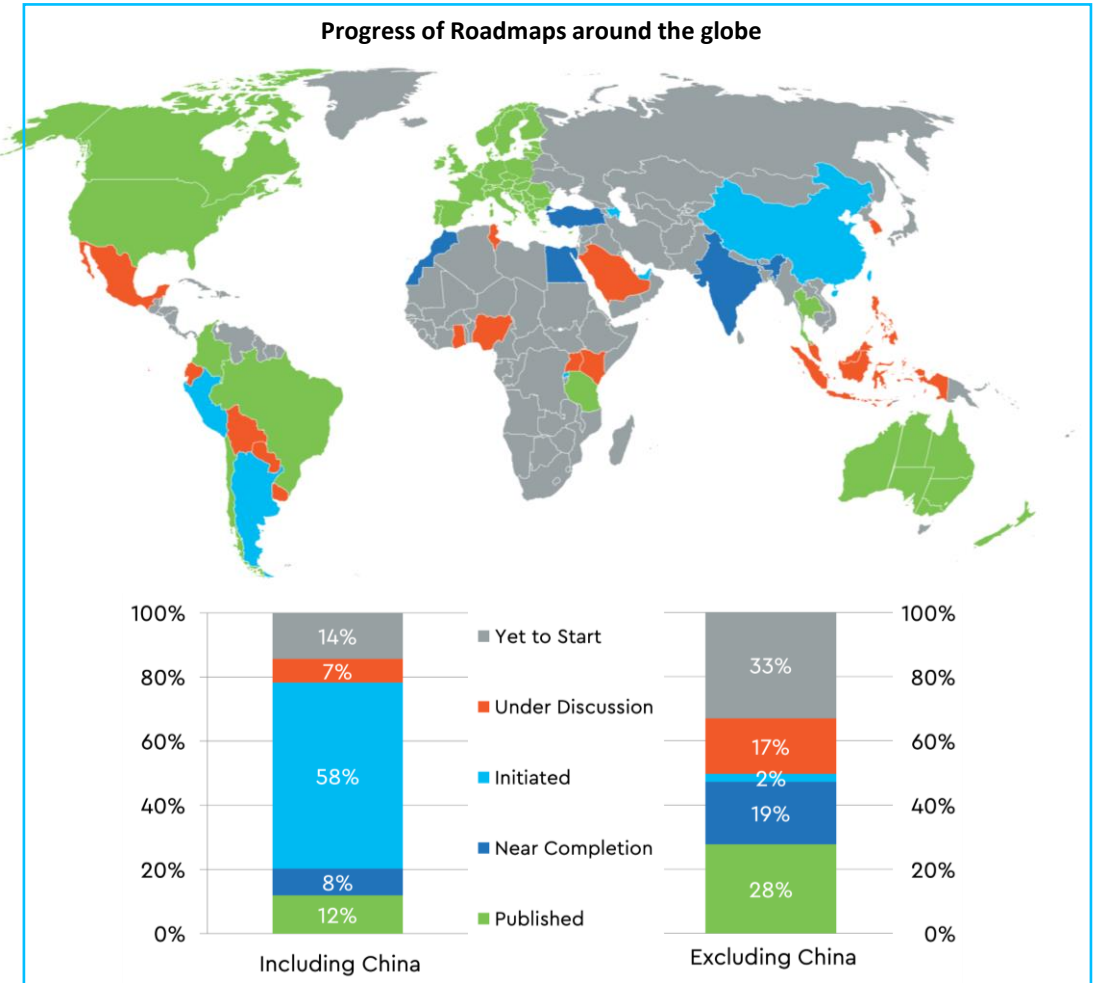 Progress of Roadmaps around the globe
100%
80%
60%
40%
20%
0%
14%
7%
58%
8%
12%
Including China
Yet to Start
Under Discussion
Initiated
Near Completion
Published
33%
17%
2%
19%
28%
Excluding China
100%
80%
60%
40%
20%
0%